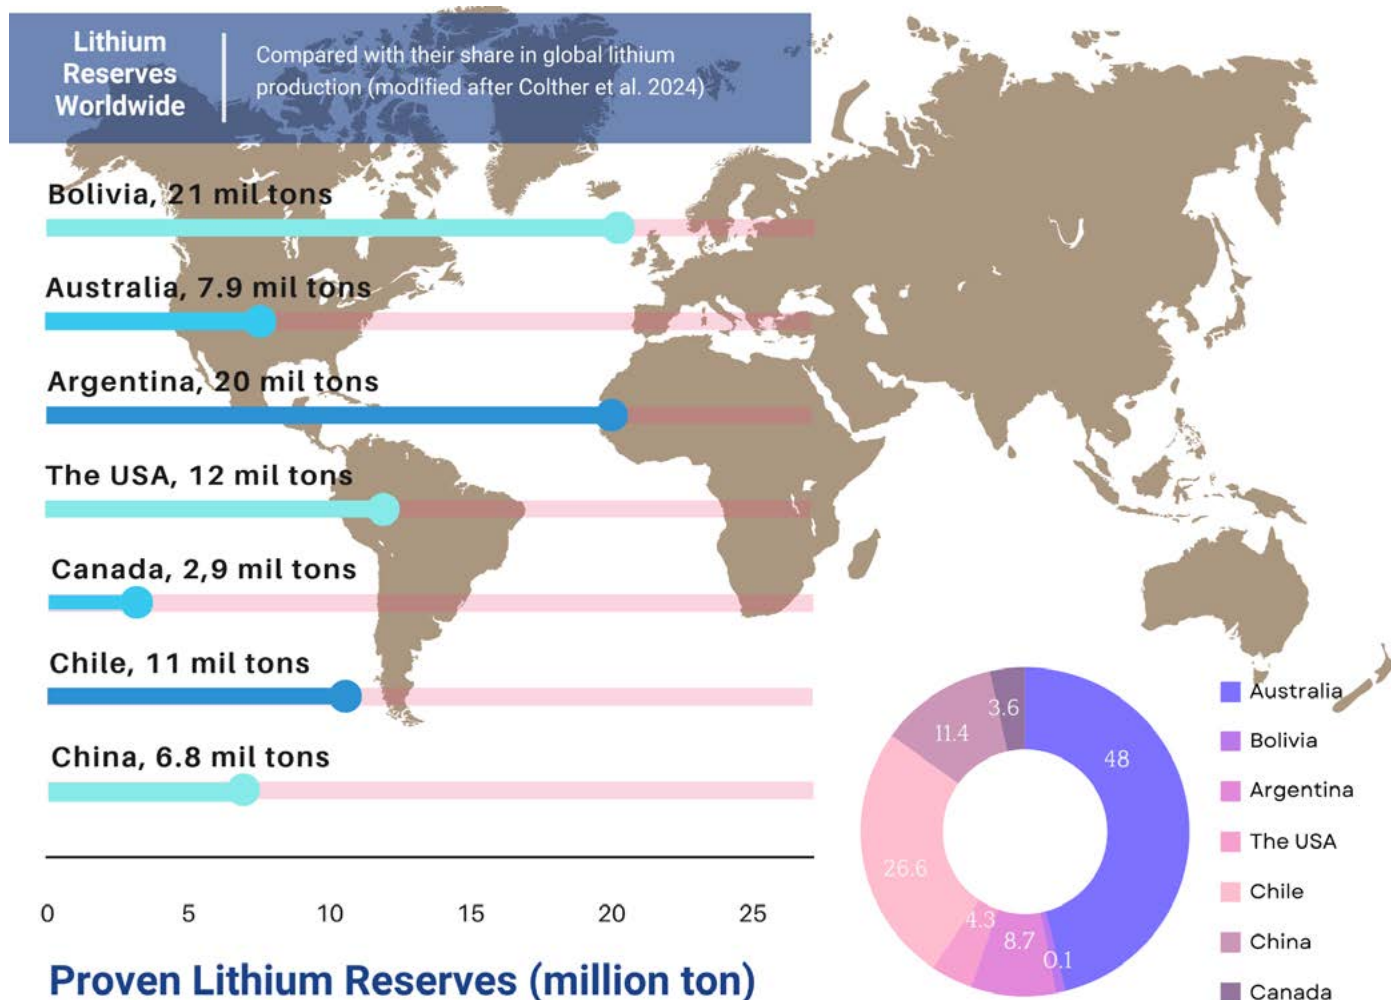 Lithium
Reserves
Worldwide
Compared with their share in global lithium
production (modified after Colther et al. 2024)
Bolivia, 21 mil tons
Australia, 7.9 mil tons
Argentina, 20 mil tons
The USA, 12 mil tons
Canada, 2,9 mil tons
Chile, 11 mil tons
China, 6.8 mil tons
0 5 10 15 20 25
Proven Lithium Reserves (million ton)
3.6
11.4
48
26.6
4.3
8.7
0.1
Australia
Bolivia
Argentina
The USA
Chile
China
Canada